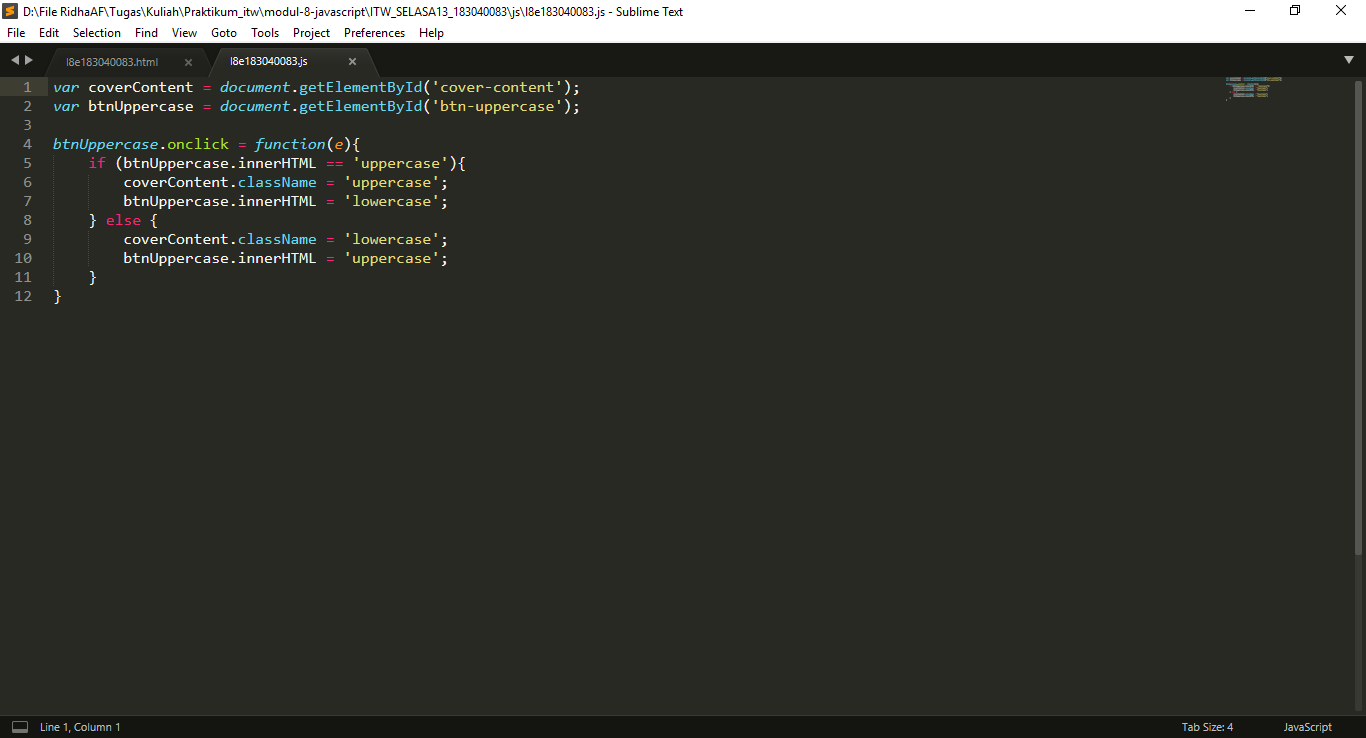 D:\File RidhaAF\Tugas\Kuliah\Praktikum_itw\modul-8-javascript\ITW_SELASA13_183040083\js\l8e183040083.js - Sublime Text
File Edit Selection Find View Goto Tools Project Preferences Help
l8e183040083.html l8e183040083.js
1 var coverContent = document.getElementById('cover-content');
2 var btnUppercase = document.getElementById('btn-uppercase');
3
4 btnUppercase.onclick = function(e){
5     if (btnUppercase.innerHTML == 'uppercase'){
6         coverContent.className = 'uppercase';
7         btnUppercase.innerHTML = 'lowercase';
8     } else {
9         coverContent.className = 'lowercase';
10         btnUppercase.innerHTML = 'uppercase';
11     }
12 }
Line 1, Column 1 Tab Size: 4 JavaScript